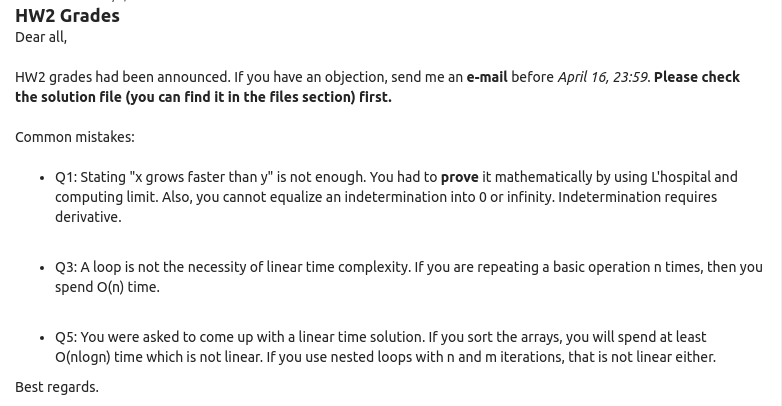 HW2 Grades
Dear all,
HW2 grades had been announced. If you have an objection, send me an e-mail before April 16, 23:59. Please check
the solution file (you can find it in the files section) first.
Common mistakes:
• Q1: Stating "x grows faster than y" is not enough. You had to prove it mathematically by using L'hospital and
computing limit. Also, you cannot equalize an indetermination into 0 or infinity. Indetermination requires
derivative.
• Q3: A loop is not the necessity of linear time complexity. If you are repeating a basic operation n times, then you
spend O(n) time.
• Q5: You were asked to come up with a linear time solution. If you sort the arrays, you will spend at least
O(nlogn) time which is not linear. If you use nested loops with n and m iterations, that is not linear either.
Best regards.